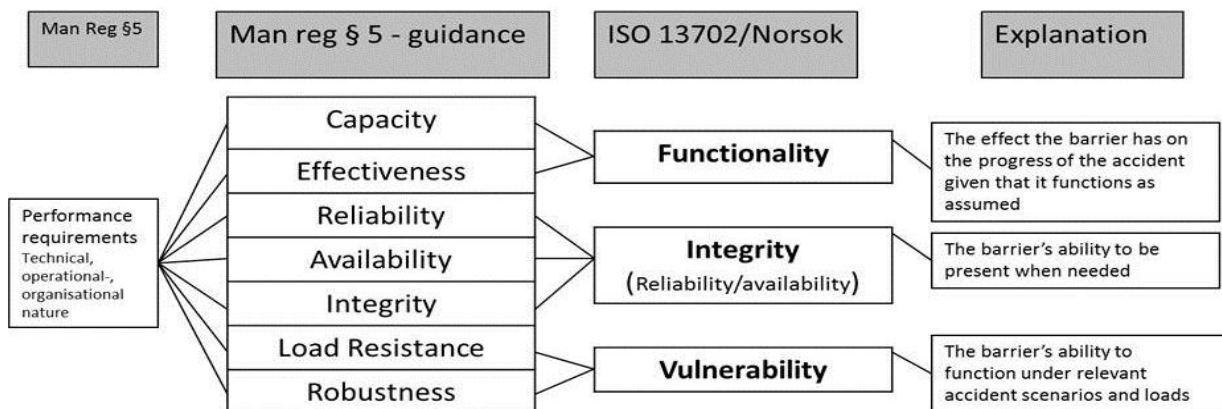 Man Reg §5
Man reg § 5 - guidance
ISO 13702/Norsok
Explanation
Performance
requirements
Technical,
operational-,
organisational
nature
Capacity
Effectiveness
Reliability
Availability
Integrity
Load Resistance
Robustness
Functionality
Integrity
(Reliability/availability)
Vulnerability
The effect the barrier has on
the progress of the accident
given that it functions as
assumed
The barrier's ability to be
present when needed
The barrier's ability to
function under relevant
accident scenarios and loads